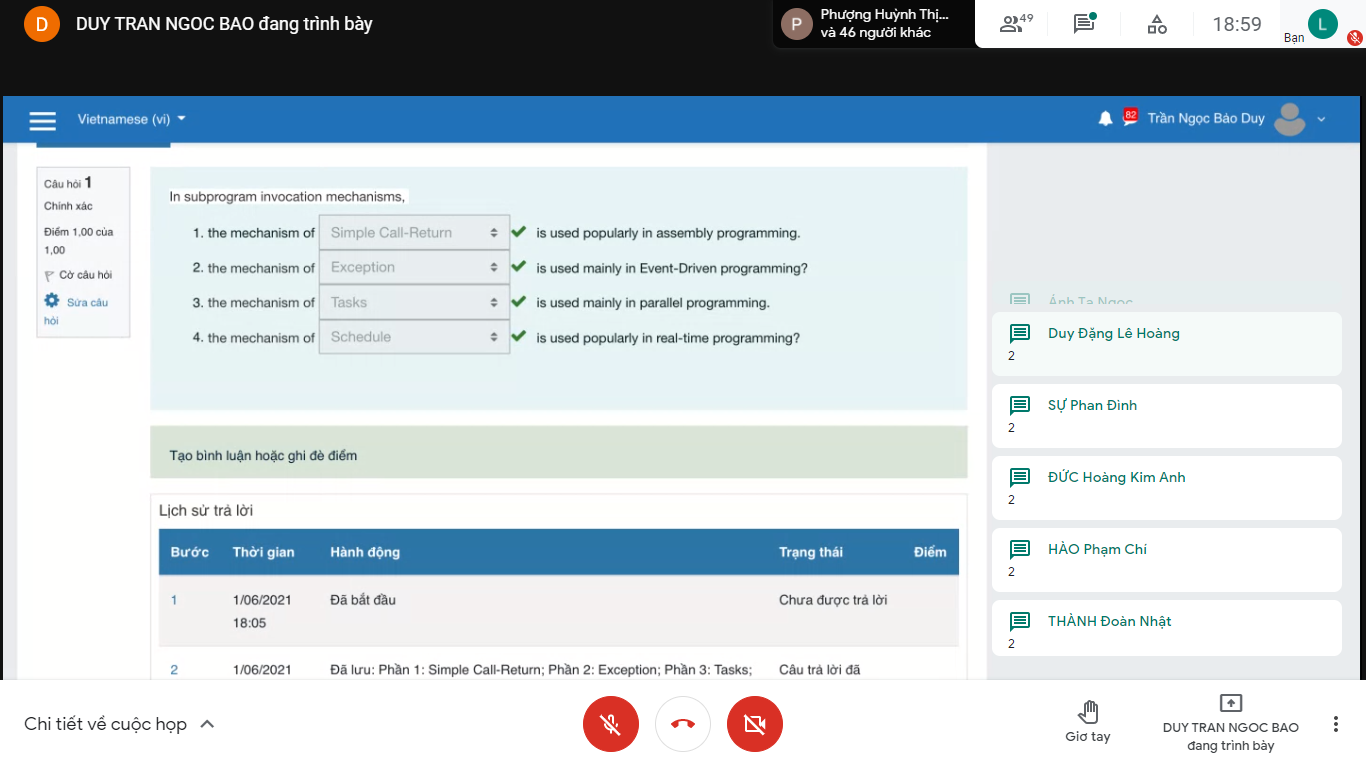 D DUY TRAN NGOC BAO đang trình bày
P Phượng Huỳnh Thị...
và 46 người khác
49
18:59
Bạn
L
Vietnamese (vi)
82
Trần Ngọc Bảo Duy
Câu hỏi 1
Chính xác
Điểm 1,00 của
1,00
Cờ câu hỏi
Sửa câu
hỏi
In subprogram invocation mechanisms,
1. the mechanism of Simple Call-Return is used popularly in assembly programming.
2. the mechanism of Exception is used mainly in Event-Driven programming?
3. the mechanism of Tasks is used mainly in parallel programming.
4. the mechanism of Schedule is used popularly in real-time programming?
Tạo bình luận hoặc ghi đè điểm
Lịch sử trả lời
Bước Thời gian Hành động Trạng thái Điểm
1 1/06/2021 Đã bắt đầu Chưa được trả lời
18:05
2 1/06/2021 Đã lưu: Phần 1: Simple Call-Return; Phần 2: Exception; Phần 3: Tasks; Câu trả lời đã
Ánh Tạ Ngọc
Duy Đặng Lê Hoàng
2
SỰ Phan Đình
2
ĐỨC Hoàng Kim Anh
2
HÀO Phạm Chí
2
THÀNH Đoàn Nhật
2
Chi tiết về cuộc họp
Giơ tay
DUY TRAN NGOC BAO
đang trình bày